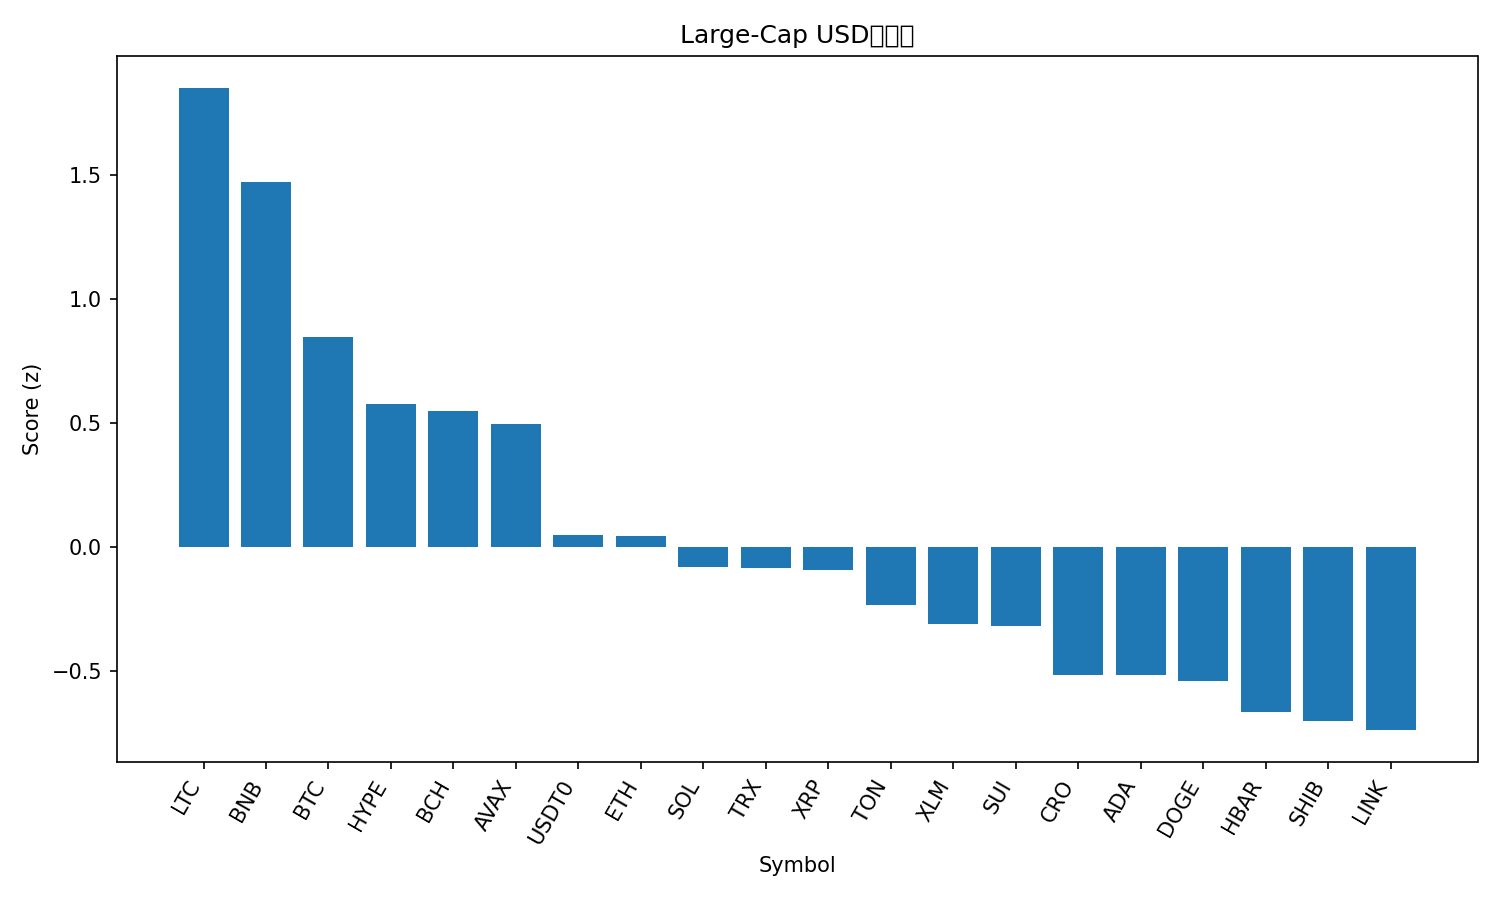 Large-Cap USD
Score (z)
1.5
1.0
0.5
0.0
−0.5
LTC
BNB
BTC
HYPE
BCH
AVAX
USDT0
ETH
SOL
TRX
XRP
TON
XLM
SUI
CRO
ADA
DOGE
HBAR
SHIB
LINK
Symbol